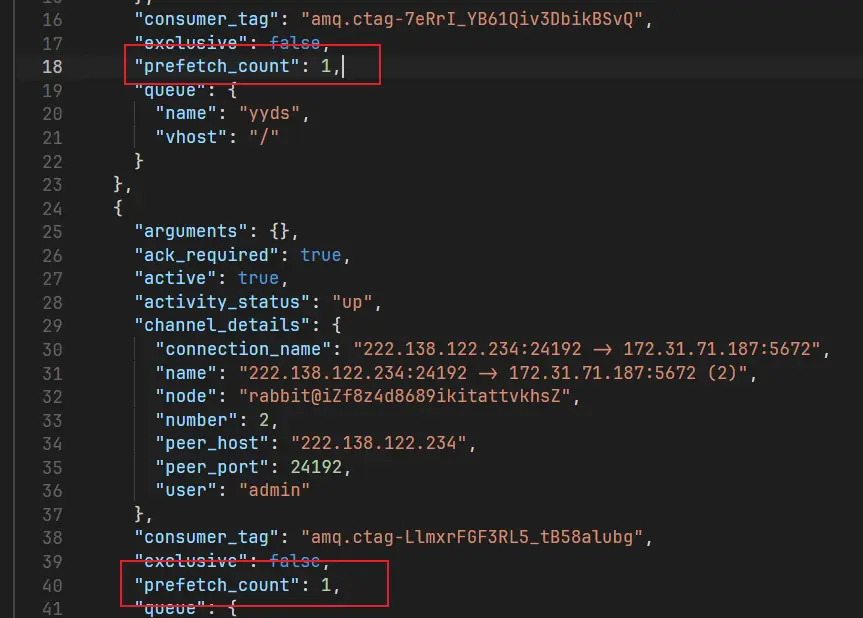 16 "consumer_tag": "amq.ctag-7eRrI_YB61Qiv3DbikBSvQ",
17 "exclusive": false,
18 "prefetch_count": 1,
19 "queue": {
20 "name": "yyds",
21 "vhost": "/"
22 }
23 },
24 {
25 "arguments": {},
26 "ack_required": true,
27 "active": true,
28 "activity_status": "up",
29 "channel_details": {
30 "connection_name": "222.138.122.234:24192 -> 172.31.71.187:5672",
31 "name": "222.138.122.234:24192 -> 172.31.71.187:5672 (2)",
32 "node": "rabbit@iZf8z4d8689ikitattvkhsZ",
33 "number": 2,
34 "peer_host": "222.138.122.234",
35 "peer_port": 24192,
36 "user": "admin"
37 },
38 "consumer_tag": "amq.ctag-LlmxrFGF3RL5_tB58alubg",
39 "exclusive": false,
40 "prefetch_count": 1,
41 "queue": {